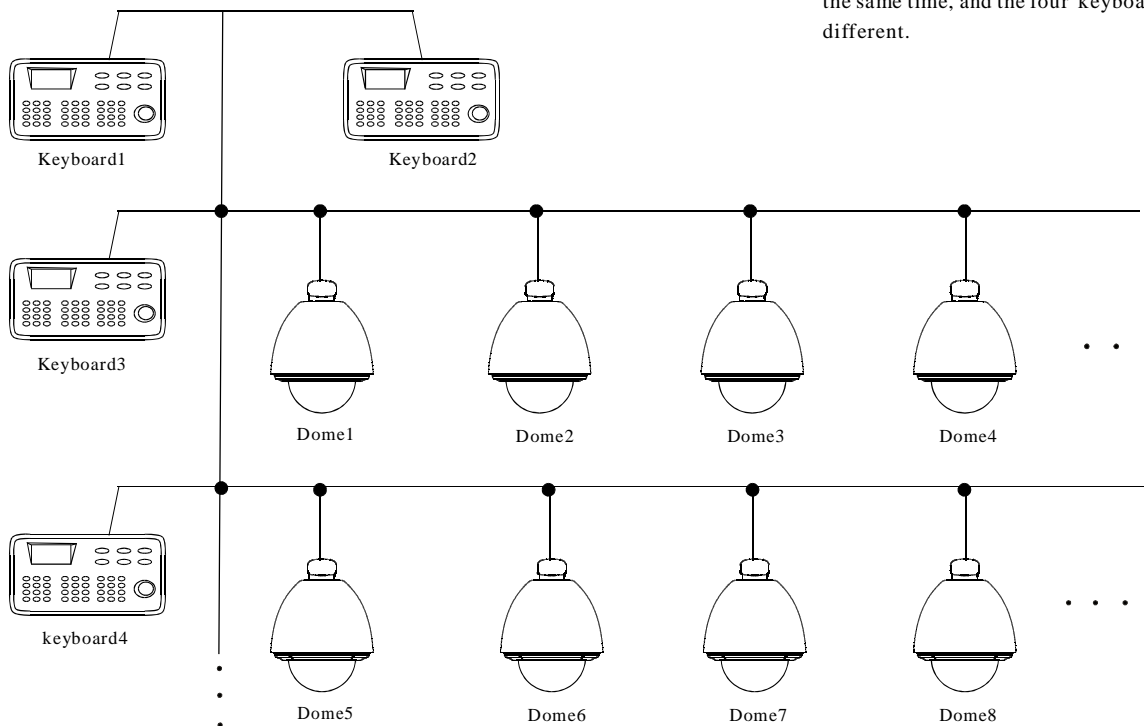 the same time, and the four keyboa
different.
Keyboard1
Keyboard2
Keyboard3
Dome1
Dome2
Dome3
Dome4
keyboard4
Dome5
Dome6
Dome7
Dome8